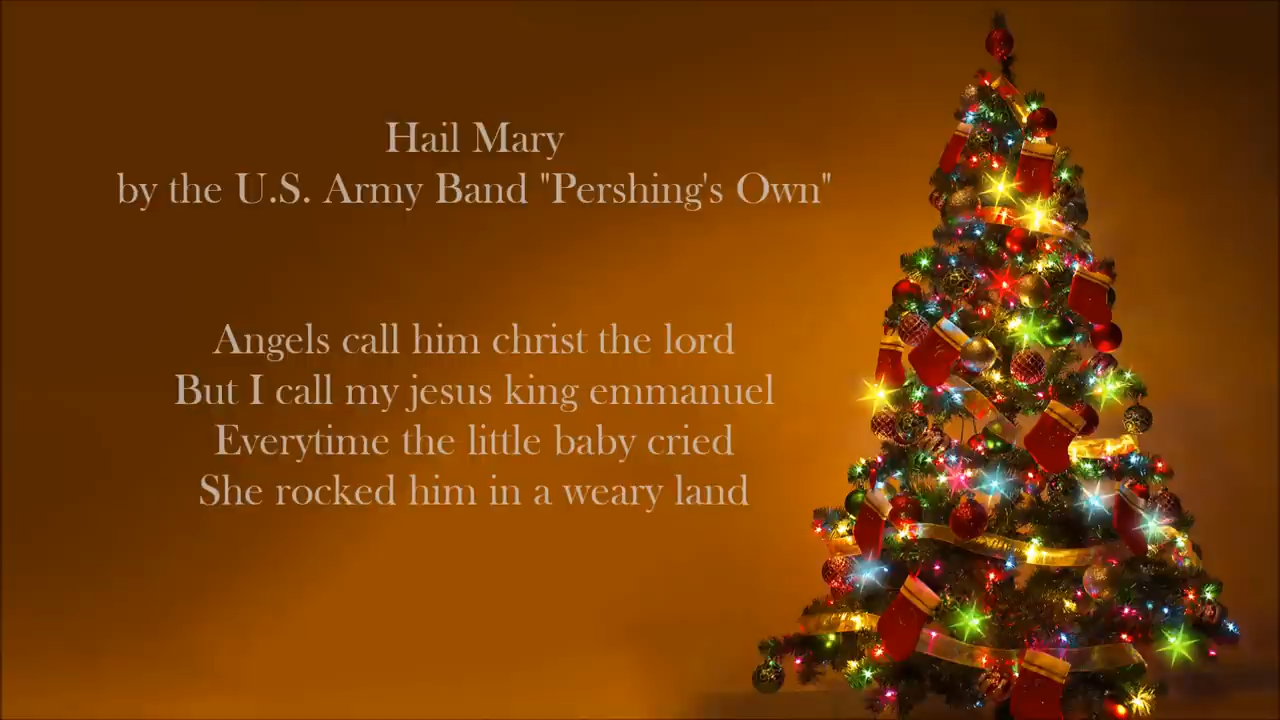 Hail Mary
by the U.S. Army Band "Pershing's Own"
Angels call him christ the lord
But I call my jesus king emmanuel
Everytime the little baby cried
She rocked him in a weary land